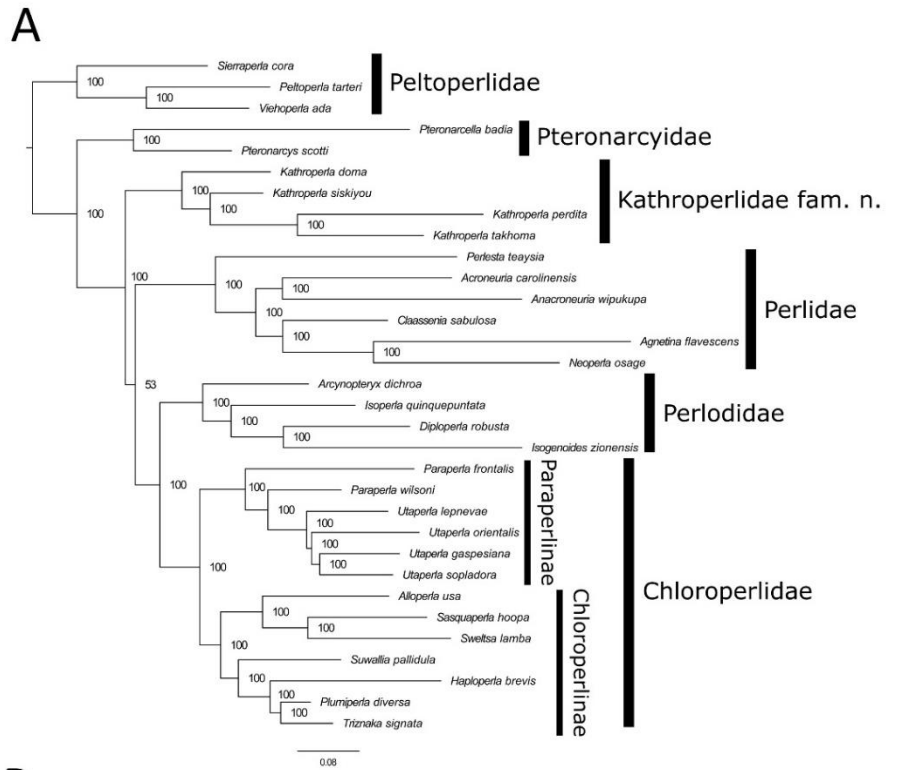 A
Sierraperla cora
100
Peltoperla tarteri
Peltoperlidae
100
Viehoperla ada
Pteronarcella badia
Pteronarcyidae
100
Pteronarcys scotti
Kathroperla doma
100
Kathroperla siskiyou
Kathroperlidae fam. n.
100
100
Kathroperla perdita
100
Kathroperla takhoma
Perlesta teaysia
100
Acroneuria carolinensis
100
100
Anacroneuria wipukupa
Perlidae
100
Claassenia sabulosa
100
Agnetina flavescens
100
Neoperla osage
53
Arcynopteryx dichroa
100
Isoperla quinquepuntata
Perlodidae
100
Diploperla robusta
100
Isogenoides zionensis
Paraperla frontalis
100
100
Paraperla wilsoni
Paraperlinae
100
Utaperla lepnevae
100
Utaperla orientalis
100
Utaperla gaspesiana
100
100
Utaperla sopladora
Chloroperlidae
Alloperla usa
100
Sasquaperla hoopa
Chloroperlinae
100
Sweltsa lamba
100
Suwallia pallidula
100
Haploperla brevis
100
Plumiperla diversa
100
Triznaka signata
0.08